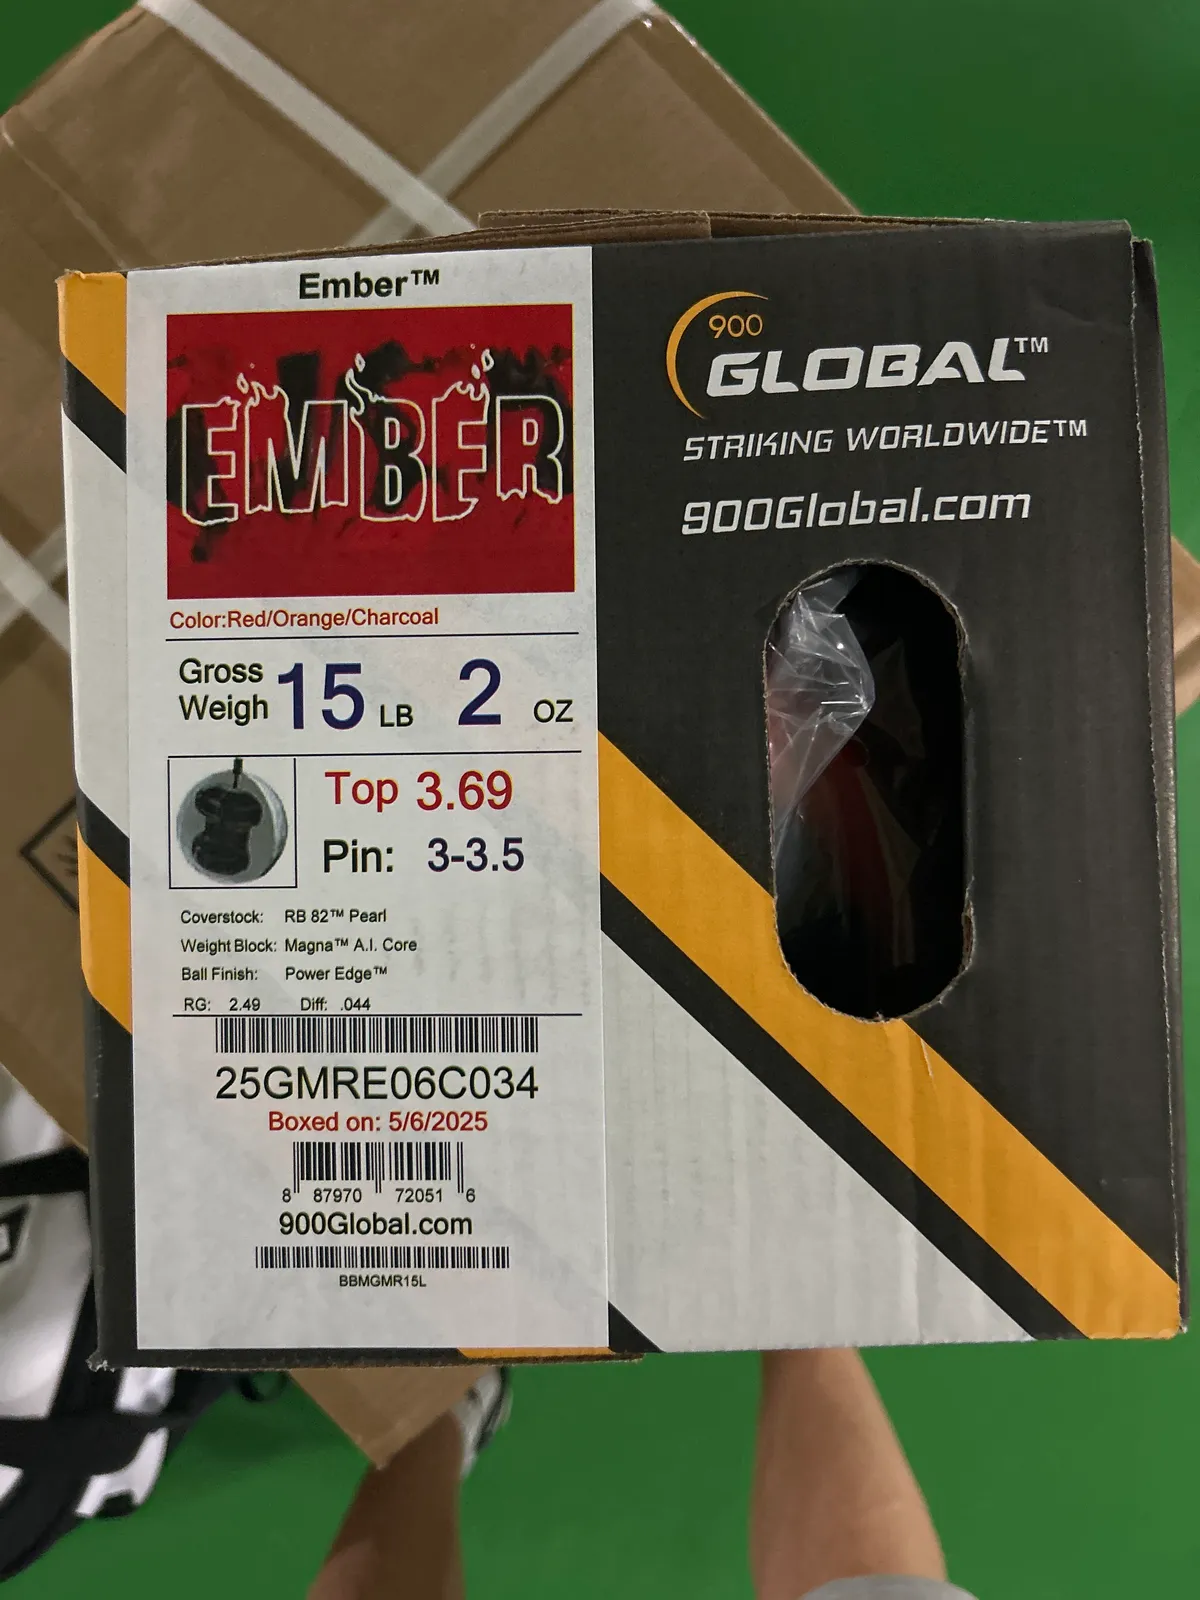 Ember™
EMBER
Color:Red/Orange/Charcoal
Gross
Weigh 15 LB 2 OZ
Top 3.69
Pin: 3-3.5
Coverstock: RB 82™ Pearl
Weight Block: Magna™ A.I. Core
Ball Finish: Power Edge™
RG: 2.49 Diff: .044
25GMRE06C034
Boxed on: 5/6/2025
8 87970 72051 6
900Global.com
BBMGMR15L
900
GLOBAL™
STRIKING WORLDWIDE™
900Global.com